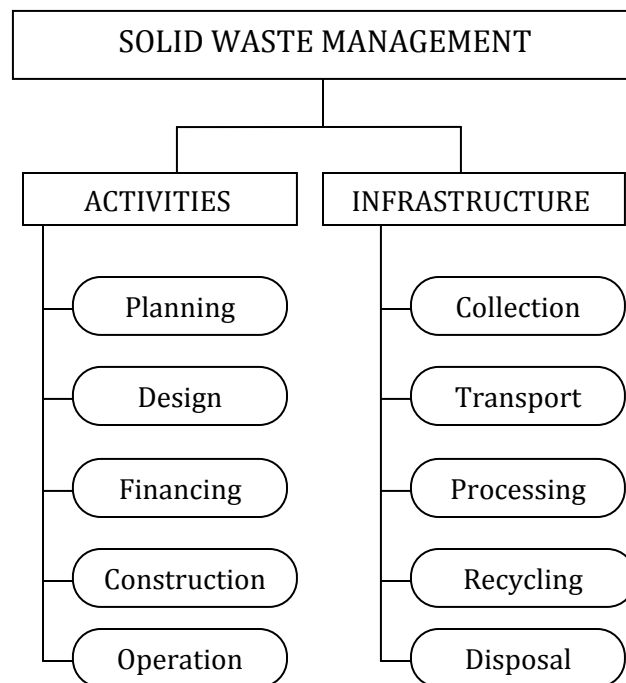 SOLID WASTE MANAGEMENT
ACTIVITIES
Planning
Design
Financing
Construction
Operation
INFRASTRUCTURE
Collection
Transport
Processing
Recycling
Disposal